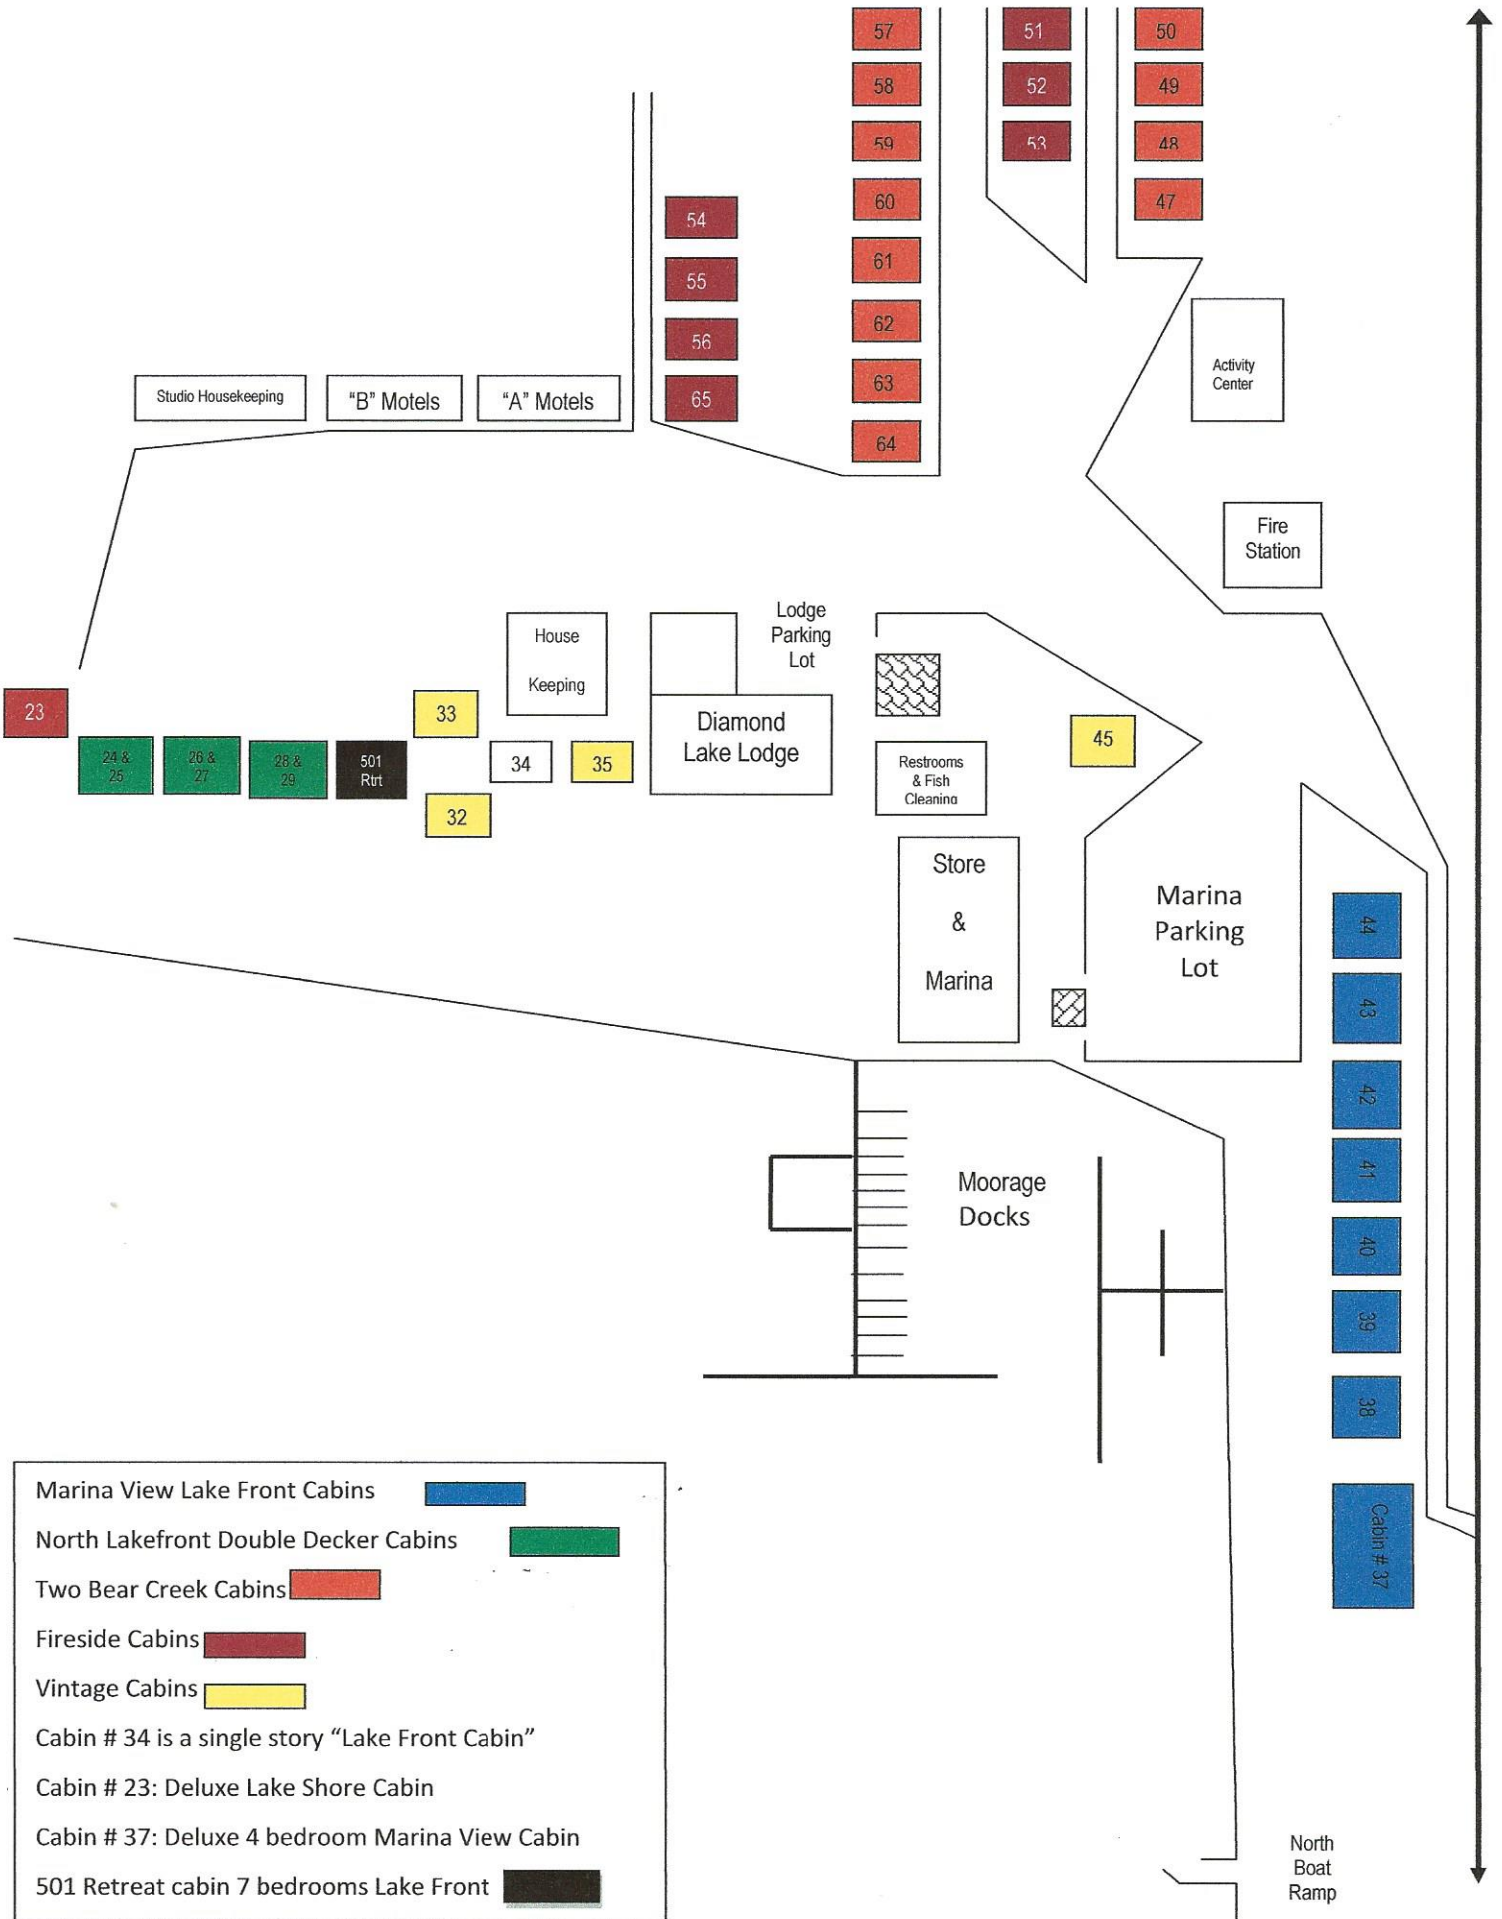 57
51
50
58
52
49
59
53
48
60
47
54
61
55
62
56
63
65
64
Activity
Center
Studio Housekeeping
"B" Motels
"A" Motels
Fire
Station
House
Keeping
Lodge
Parking
Lot
23
33
Diamond
Lake Lodge
45
24 &
25
26 &
27
28 &
29
501
Rtrt
34
35
Restrooms
& Fish
Cleaning
32
Store
&
Marina
Marina
Parking
Lot
44
43
42
41
40
39
38
Cabin # 37
Moorage
Docks
Marina View Lake Front Cabins
North Lakefront Double Decker Cabins
Two Bear Creek Cabins
Fireside Cabins
Vintage Cabins
Cabin # 34 is a single story “Lake Front Cabin”
Cabin # 23: Deluxe Lake Shore Cabin
Cabin # 37: Deluxe 4 bedroom Marina View Cabin
501 Retreat cabin 7 bedrooms Lake Front
North
Boat
Ramp